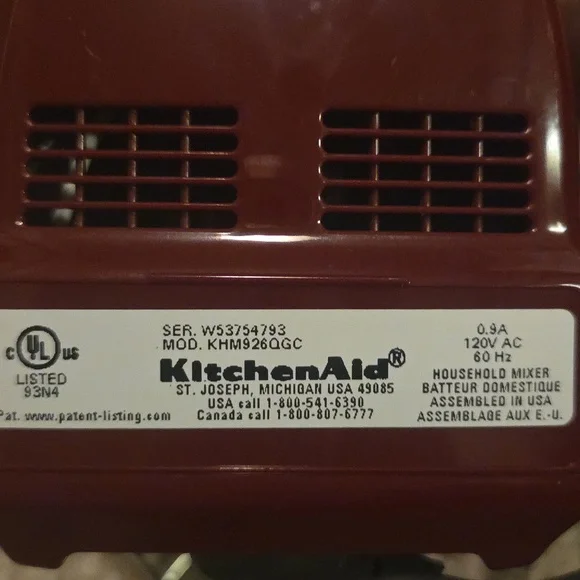 C UL US
LISTED
93N4
Pat. www.patent-listing.com
SER. W53754793
MOD. KHM926QGC
KitchenAid®
ST. JOSEPH, MICHIGAN USA 49085
USA call 1-800-541-6390
Canada call 1-800-807-6777
0.9A
120V AC
60 Hz
HOUSEHOLD MIXER
BATTEUR DOMESTIQUE
ASSEMBLED IN USA
ASSEMBLAGE AUX E.-U.